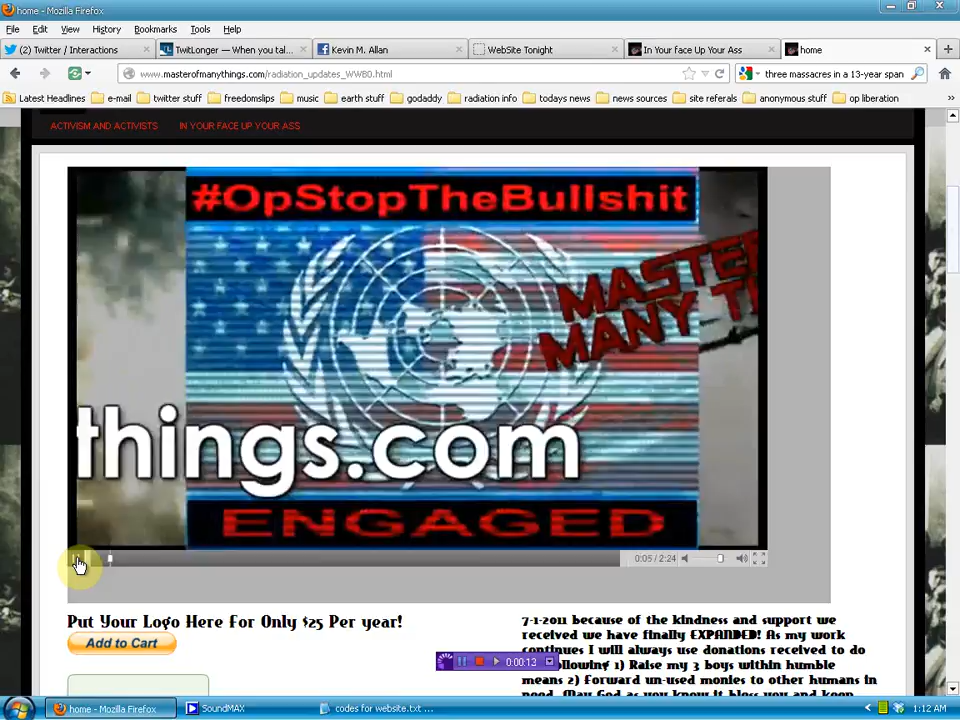 home - Mozilla Firefox
File Edit View History Bookmarks Tools Help
(2) Twitter / Interactions
TwitLonger — When you tal...
Kevin M. Allan
WebSite Tonight
In Your face Up Your Ass
home
www.masterofmanythings.com/radiation_updates_WW80.html
three massacres in a 13-year span
Latest Headlines e-mail twitter stuff freedomslips music earth stuff godaddy radiation info todays news news sources site referals anonymous stuff op liberation
ACTIVISM AND ACTIVISTS IN YOUR FACE UP YOUR ASS
#OpStopTheBullshit
MASTER
MANY TH
things.com
ENGAGED
0:05 / 2:24
Put Your Logo Here For Only $25 Per year!
Add to Cart
7-1-2011 because of the kindness and support we
received we have finally EXPANDED! As my work
continues I will always use donations received to do
following 1) Raise my 3 boys within humble
means 2) Forward un-used monies to other humans in
need. May God as you know it bless you and keep
0:00:13
home - Mozilla Firefox
SoundMAX
codes for website.txt ...
1:12 AM